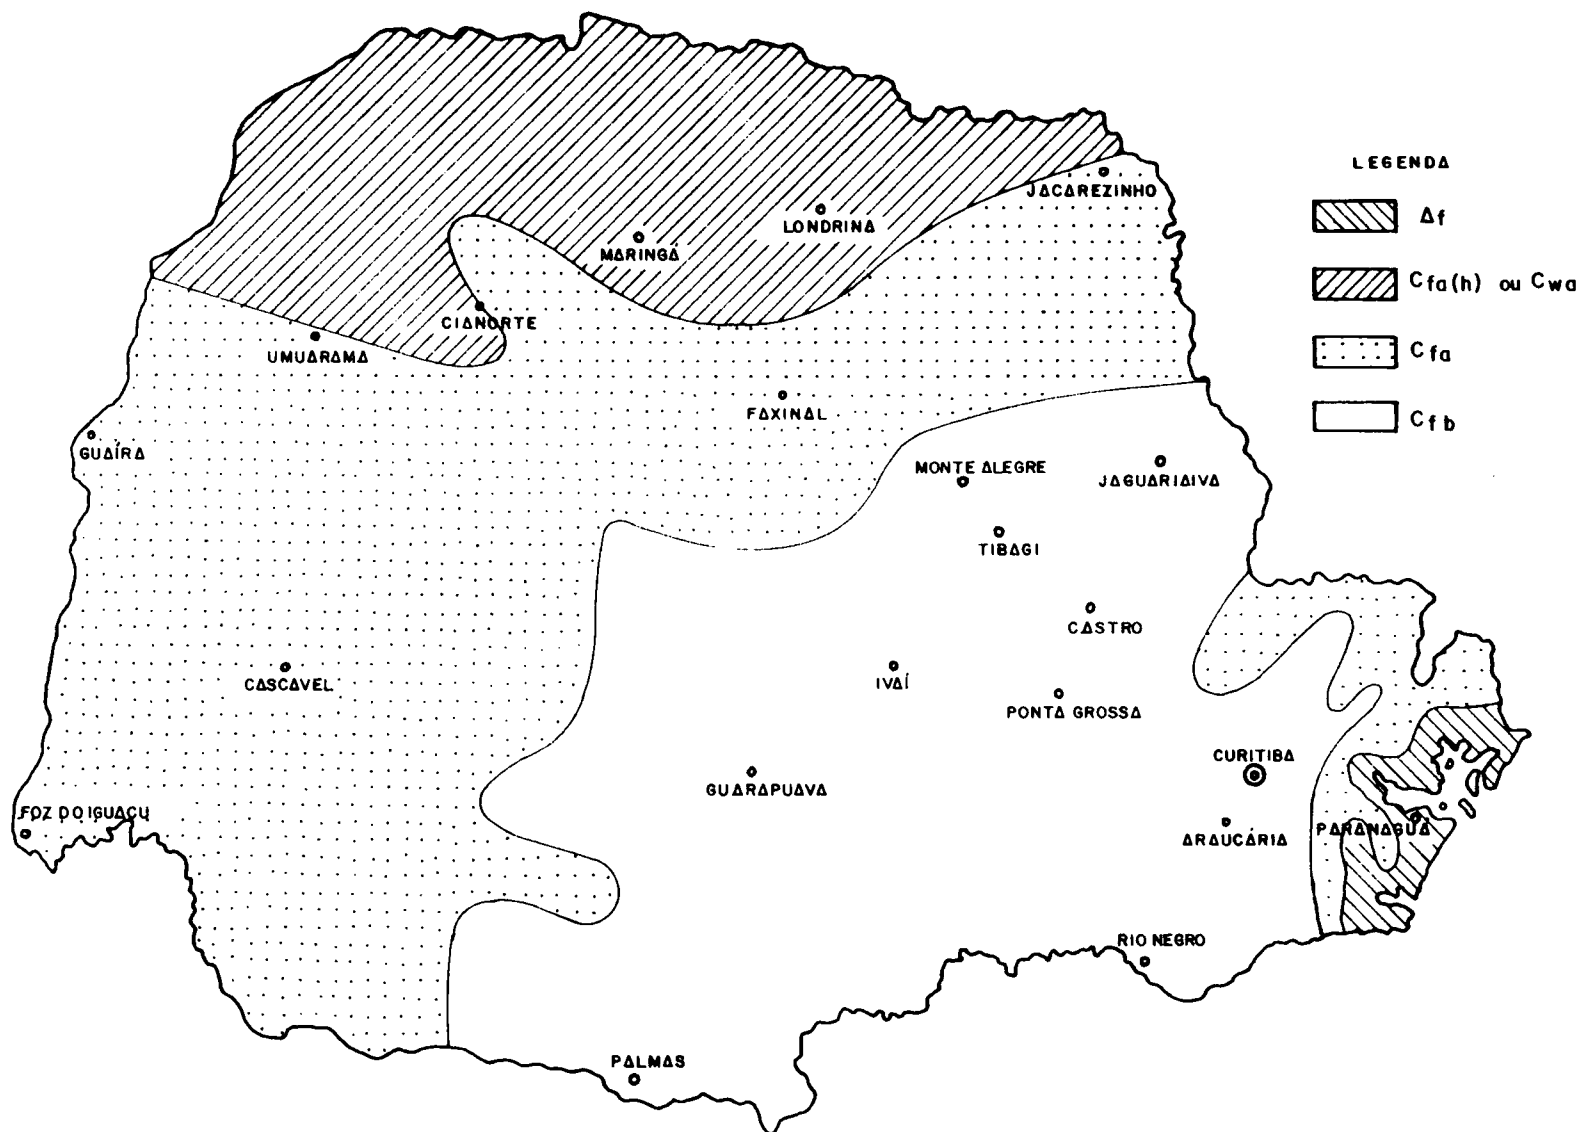 LEGENDA
JACAREZINHO
Af
LONDRINA
MARINGÁ
Cfa(h) ou Cwa
CIANORTE
UMUARAMA
Cfa
FAXINAL
Cfb
GUAÍRA
MONTE ALEGRE
JAGUARIAIVA
TIBAGI
CASTRO
CASCAVEL
IVAÍ
PONTA GROSSA
CURITIBA
GUARAPUAVA
FOZ DO IGUAÇU
PARANAGUÁ
ARAUCÁRIA
RIO NEGRO
PALMAS